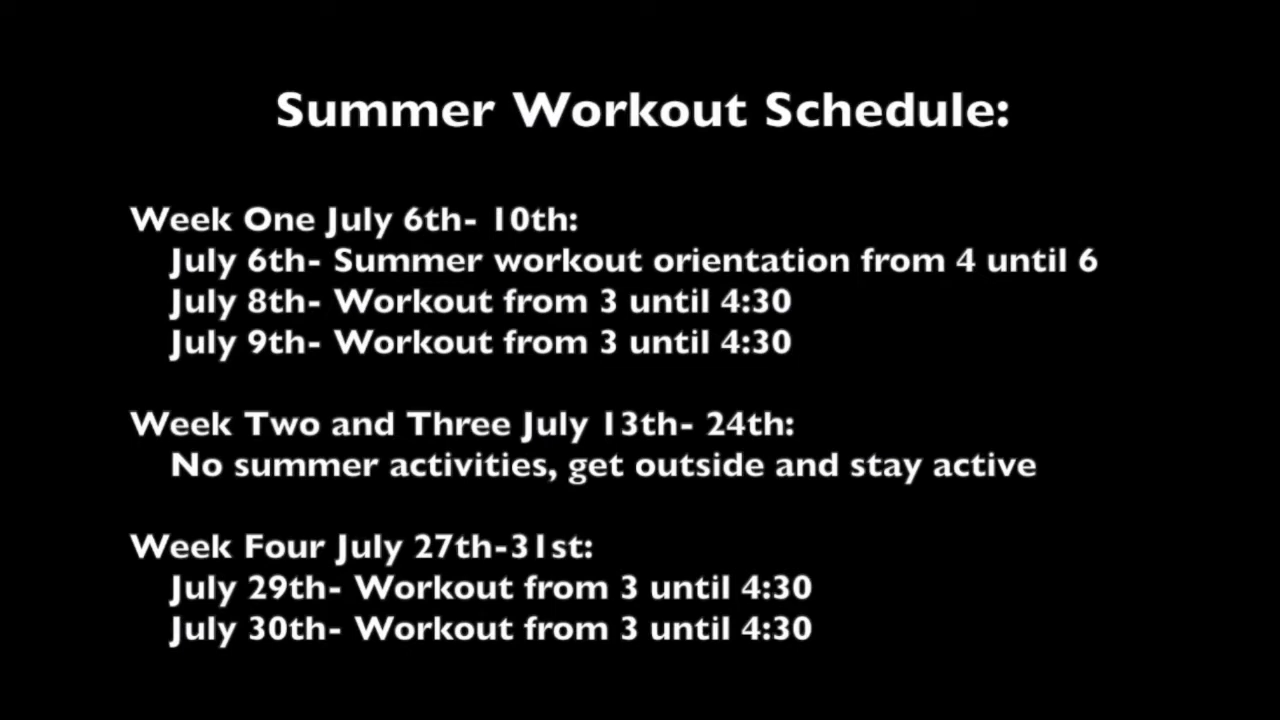 Summer Workout Schedule:
Week One July 6th- 10th:
July 6th- Summer workout orientation from 4 until 6
July 8th- Workout from 3 until 4:30
July 9th- Workout from 3 until 4:30
Week Two and Three July 13th- 24th:
No summer activities, get outside and stay active
Week Four July 27th-31st:
July 29th- Workout from 3 until 4:30
July 30th- Workout from 3 until 4:30